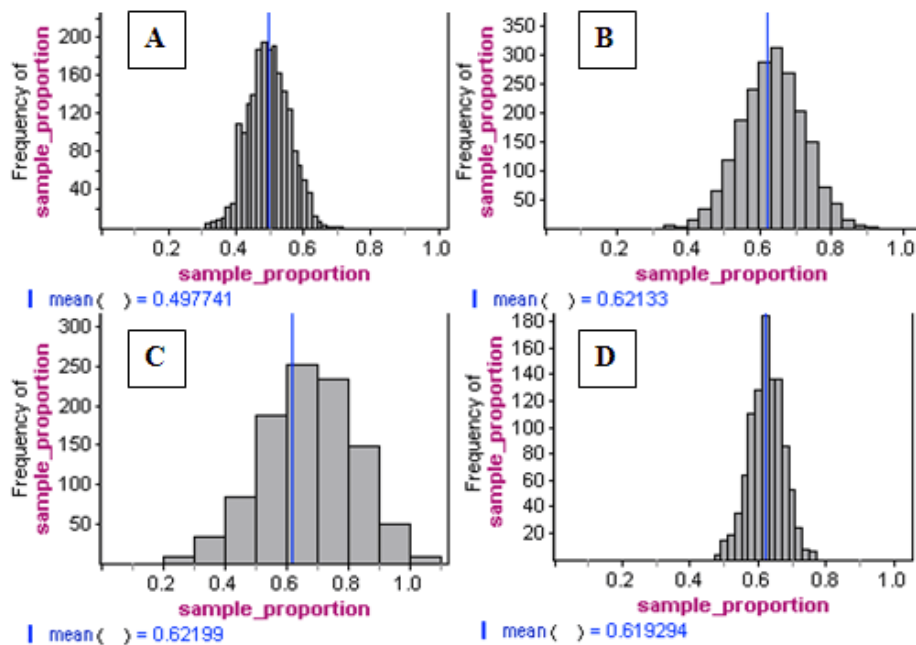 A
Frequency of
sample_proportion
200
160
120
80
40
0.2 0.4 0.6 0.8 1.0
sample_proportion
mean ( ) = 0.497741
B
Frequency of
sample_proportion
350
300
250
200
150
100
50
0.2 0.4 0.6 0.8 1.0
sample_proportion
mean ( ) = 0.62133
C
Frequency of
sample_proportion
300
250
200
150
100
50
0.2 0.4 0.6 0.8 1.0
sample_proportion
mean ( ) = 0.62199
D
Frequency of
sample_proportion
180
160
140
120
100
80
60
40
20
0.2 0.4 0.6 0.8 1.0
sample_proportion
mean ( ) = 0.619294